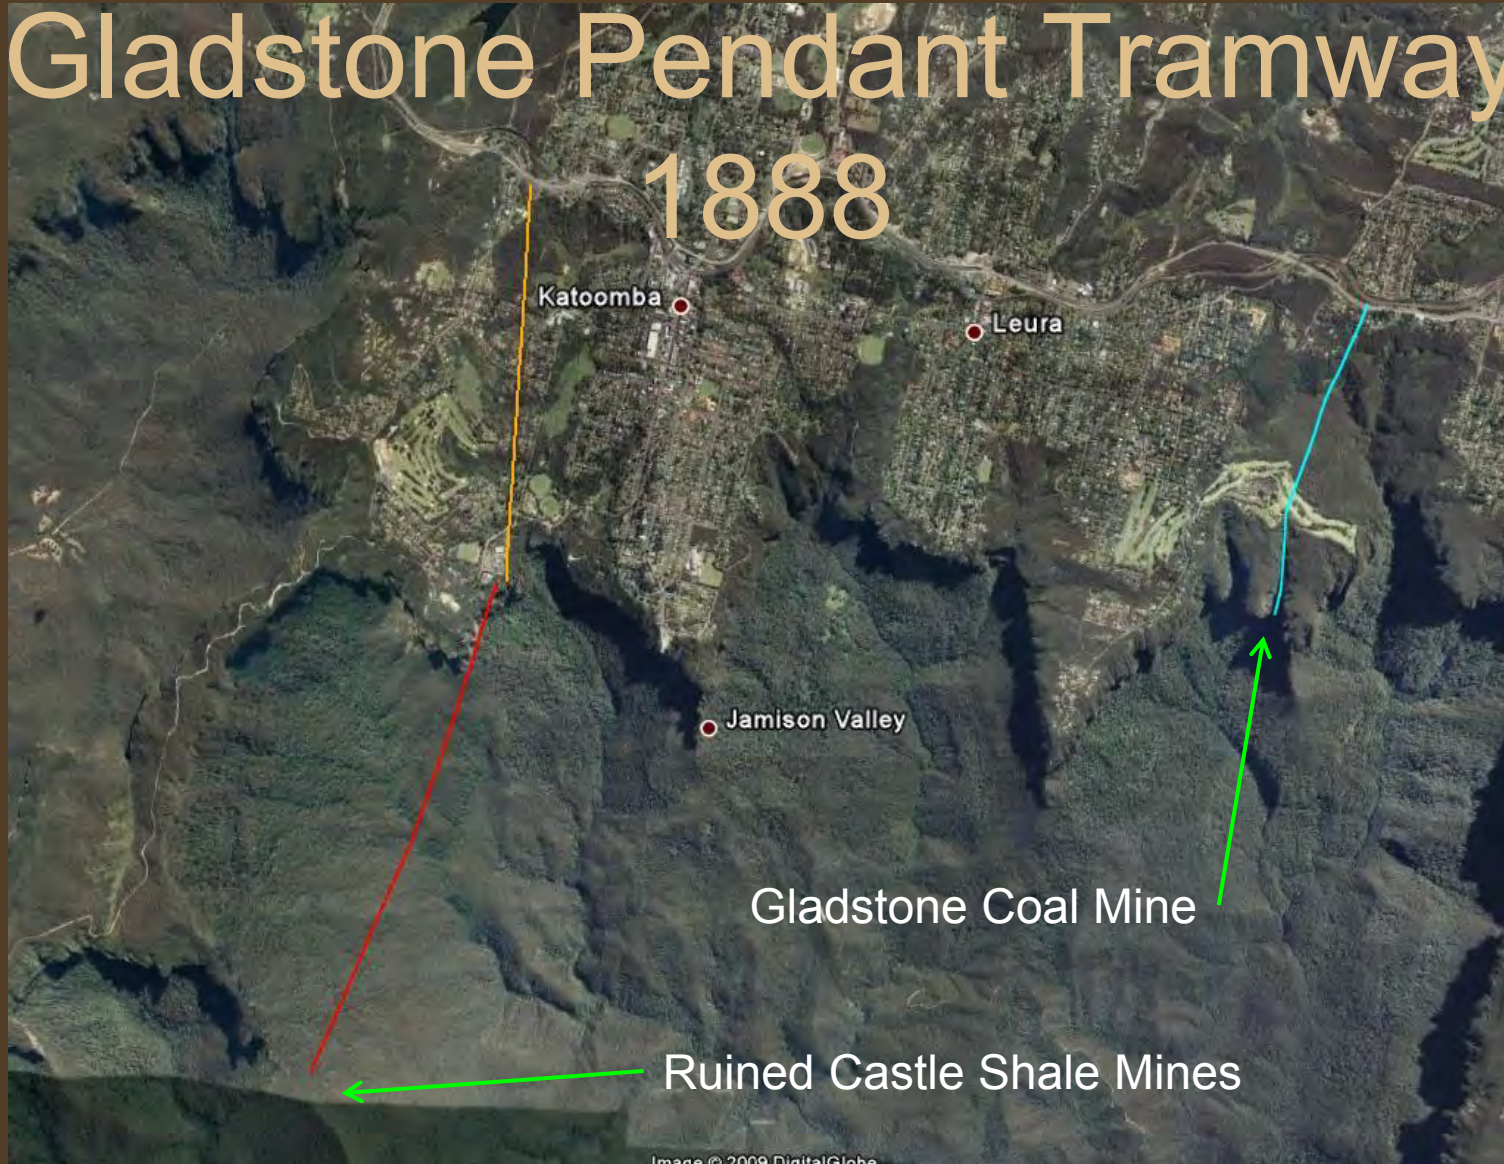 Gladstone Pendant Tramway
1888
Katoomba
Leura
Jamison Valley
Gladstone Coal Mine
Ruined Castle Shale Mines
Image © 2009 DigitalGlobe